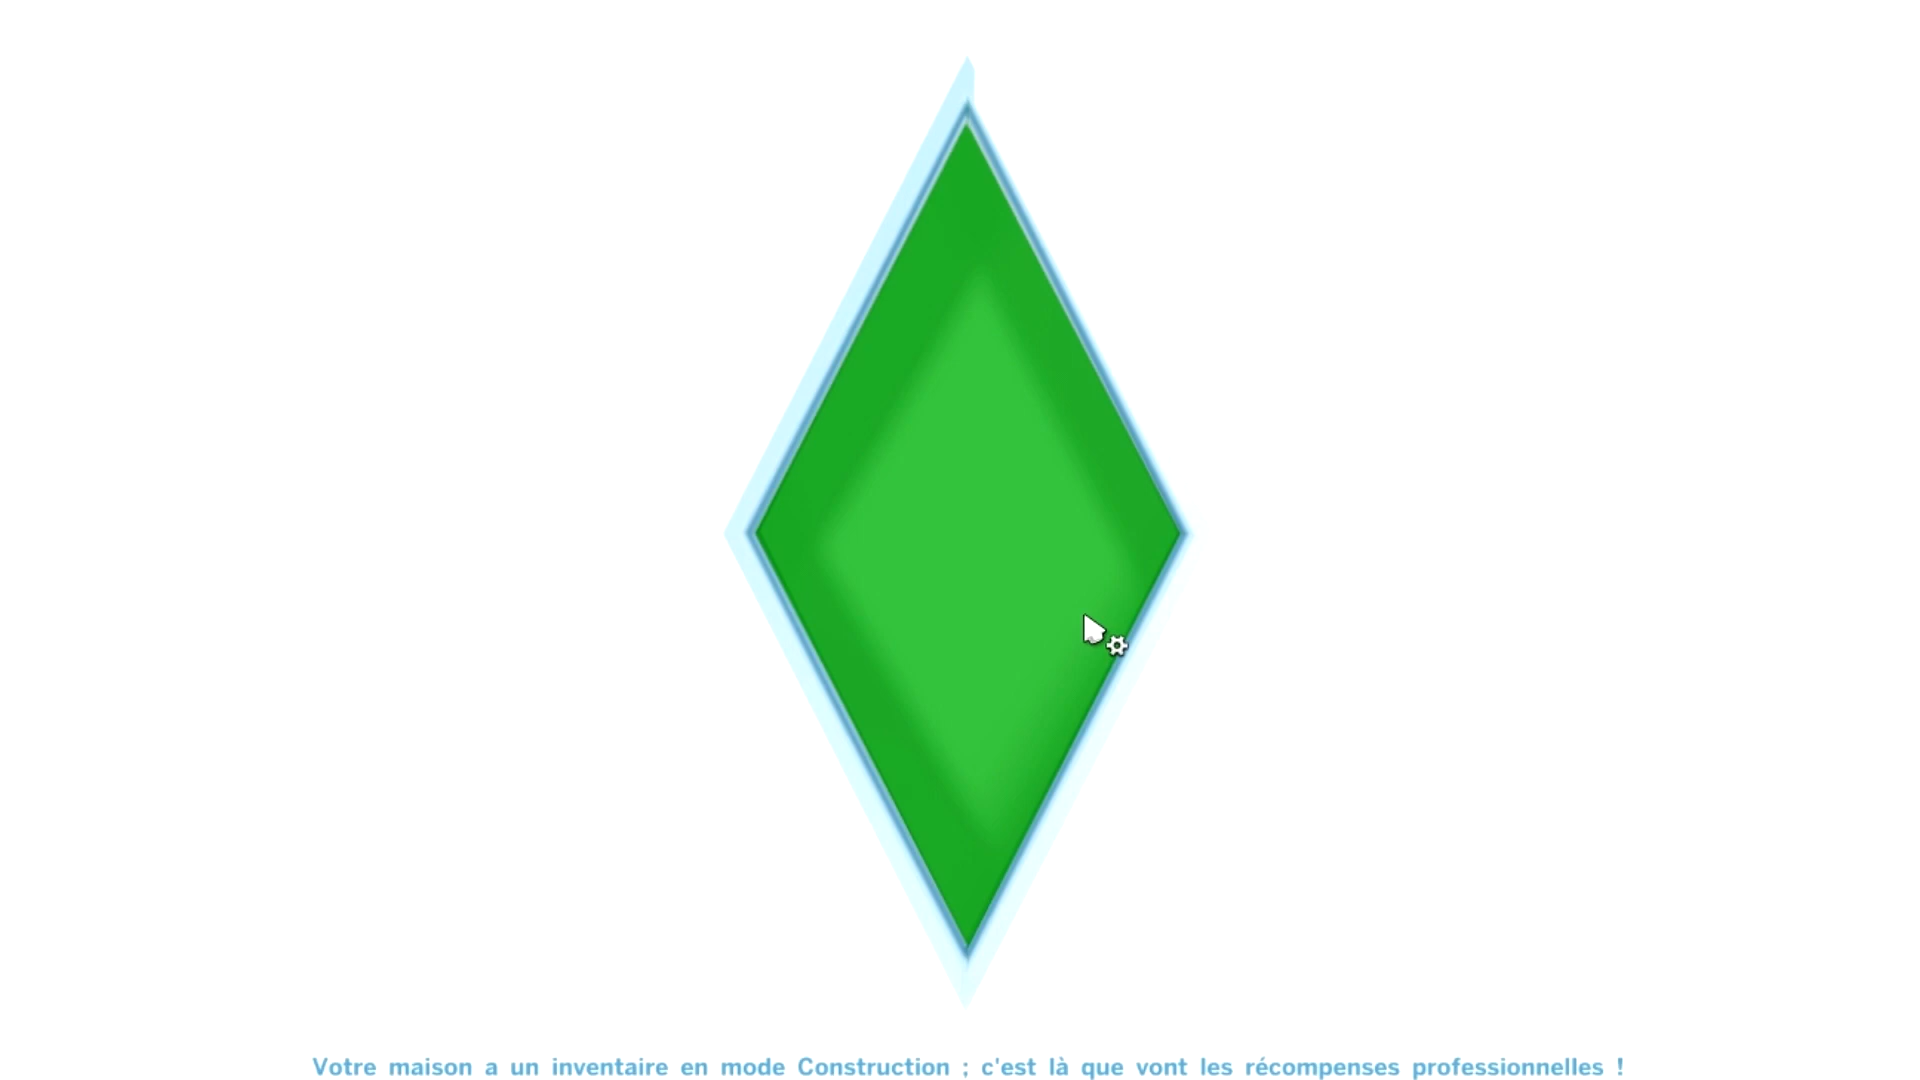 Votre maison a un inventaire en mode Construction ; c'est là que vont les récompenses professionnelles !